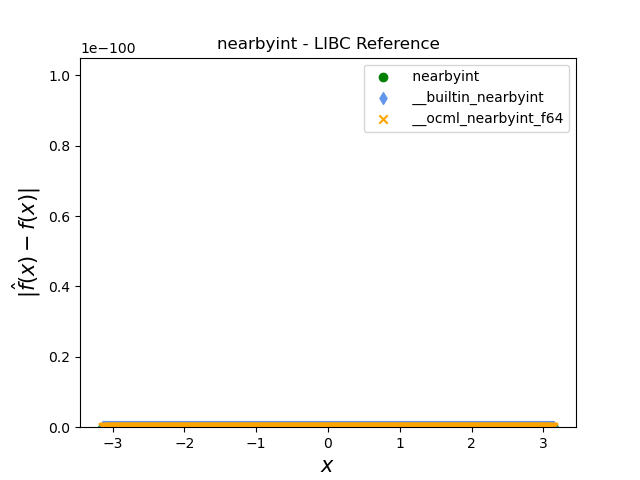 nearbyint - LIBC Reference
1e−100
1.0
0.8
0.6
0.4
0.2
0.0
|f̂(x) − f(x)|
nearbyint
__builtin_nearbyint
__ocml_nearbyint_f64
−3 −2 −1 0 1 2 3
x